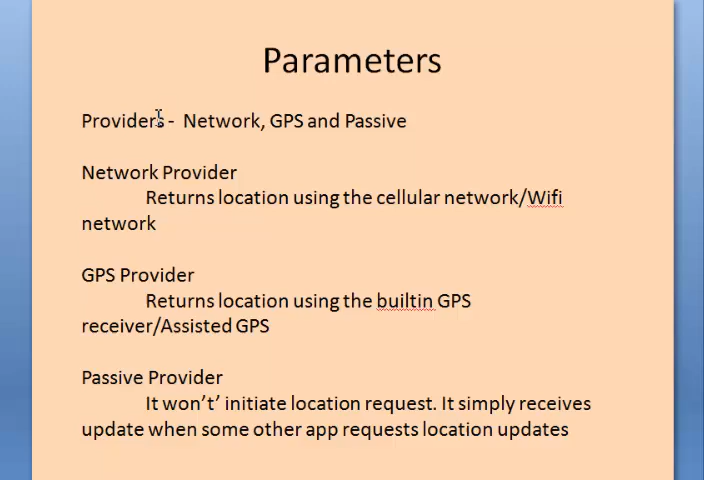 Parameters
Providers - Network, GPS and Passive
Network Provider
Returns location using the cellular network/Wifi
network
GPS Provider
Returns location using the builtin GPS
receiver/Assisted GPS
Passive Provider
It won't' initiate location request. It simply receives
update when some other app requests location updates